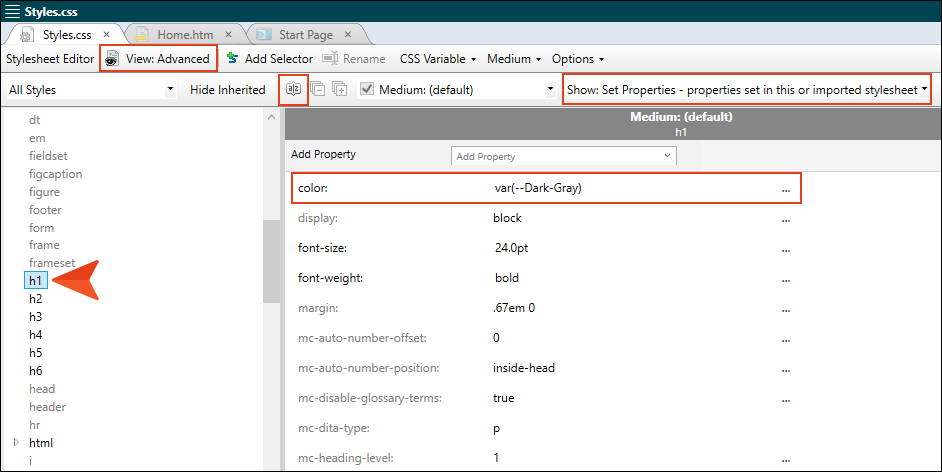 Styles.css
Styles.css × Home.htm × Start Page ×
Stylesheet Editor View: Advanced Add Selector Rename CSS Variable Medium Options
All Styles Hide Inherited Medium: (default) Show: Set Properties - properties set in this or imported stylesheet
Medium: (default)
h1
Add Property Add Property
dt
em
fieldset
figcaption
figure
footer
form
frame
frameset
h1
h2
h3
h4
h5
h6
head
header
hr
html
i
color: var(--Dark-Gray) ...
display: block ...
font-size: 24.0pt ...
font-weight: bold ...
margin: .67em 0 ...
mc-auto-number-offset: 0 ...
mc-auto-number-position: inside-head ...
mc-disable-glossary-terms: true ...
mc-dita-type: p ...
mc-heading-level: 1 ...